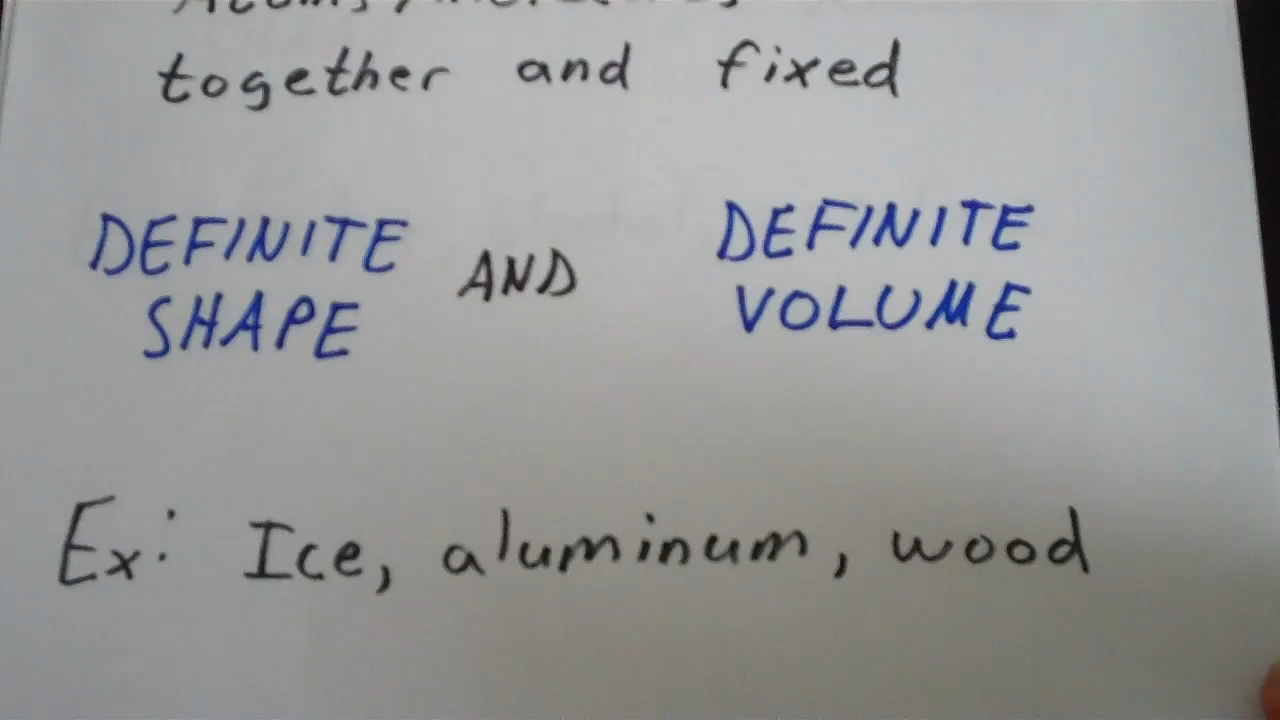 together and fixed
DEFINITE SHAPE AND DEFINITE VOLUME
Ex: Ice, aluminum, wood